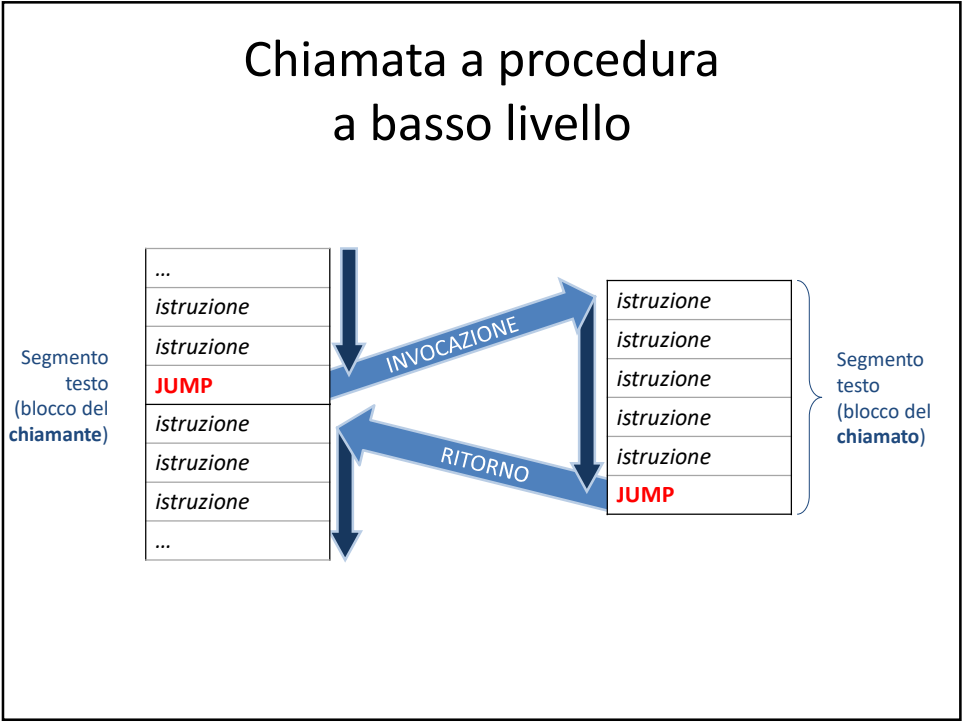 Chiamata a procedura
a basso livello
Segmento
testo
(blocco del
chiamante)
...
istruzione
istruzione
JUMP
istruzione
istruzione
istruzione
...
INVOCAZIONE
RITORNO
istruzione
istruzione
istruzione
istruzione
istruzione
JUMP
Segmento
testo
(blocco del
chiamato)